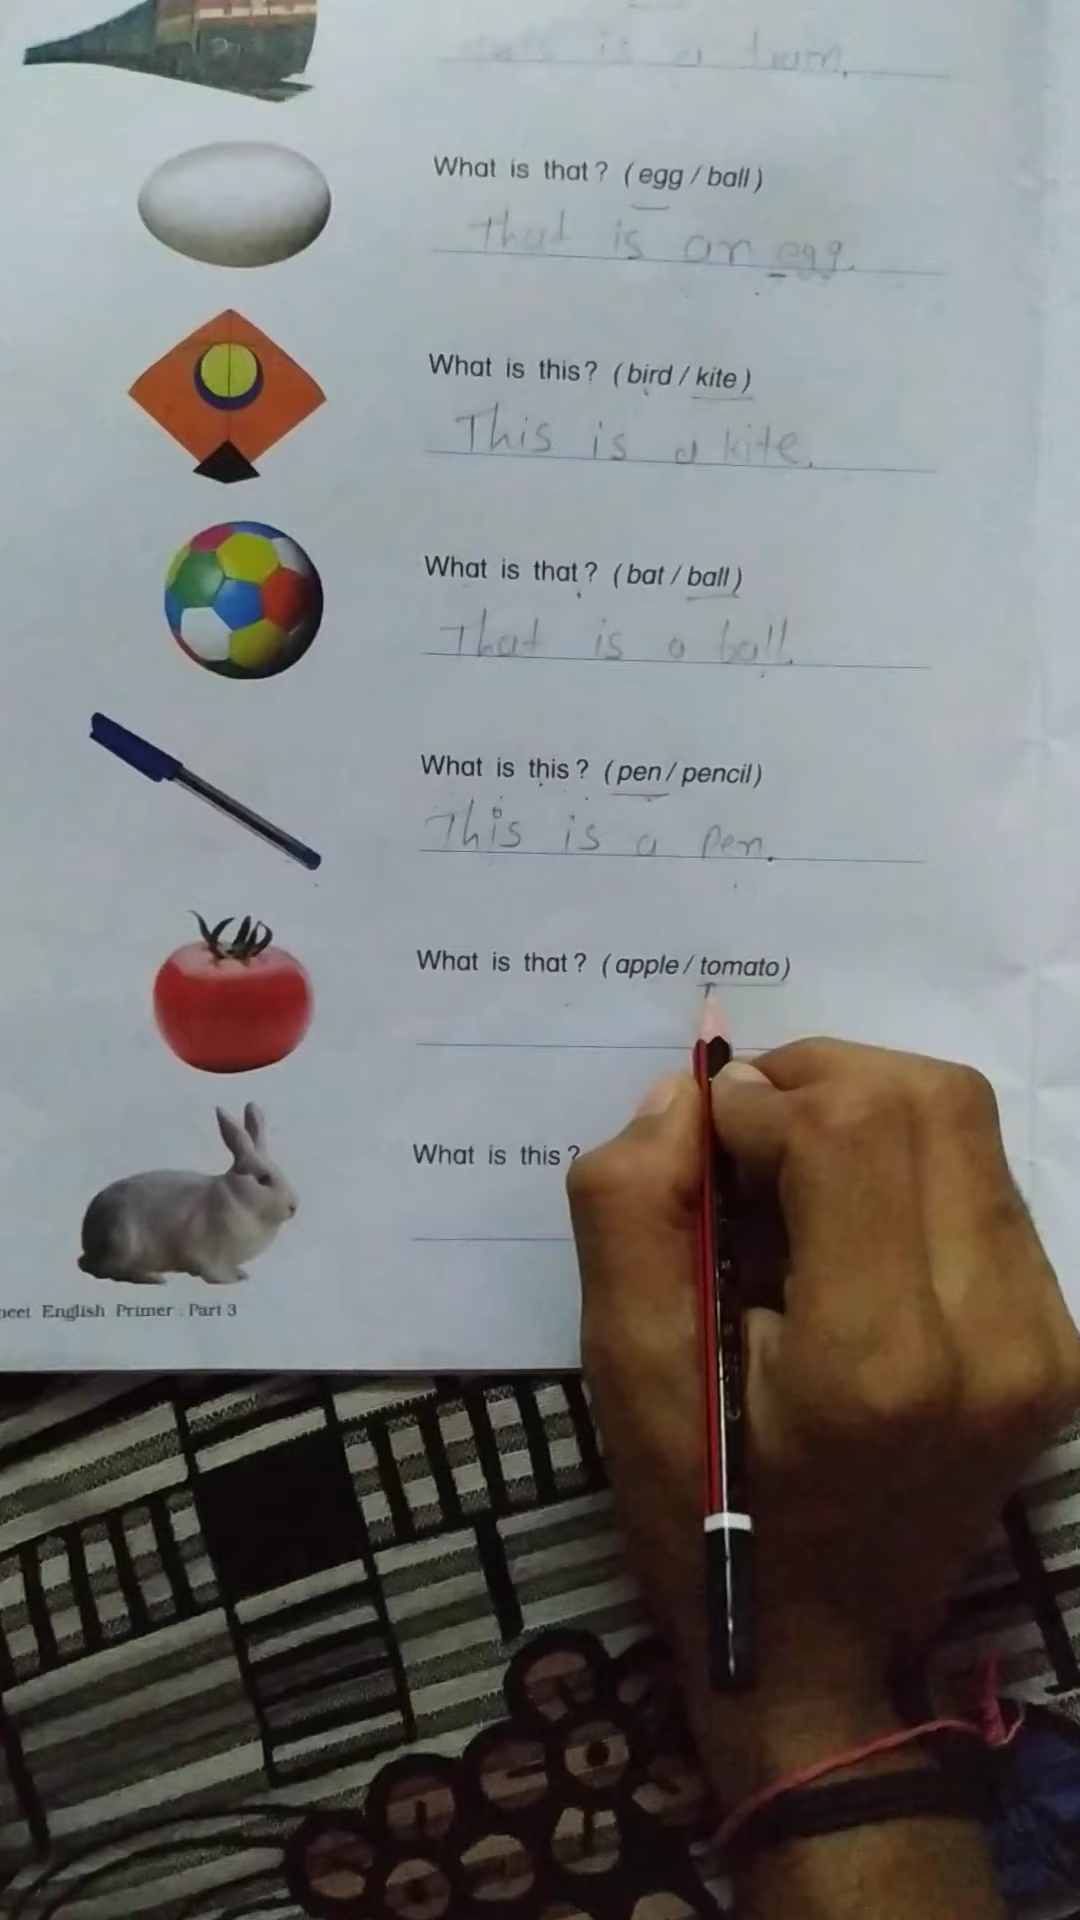 is a train.
What is that? (egg / ball)
That is an egg.
What is this? (bird / kite)
This is a kite.
What is that? (bat / ball)
That is a ball.
What is this? (pen / pencil)
This is a pen.
What is that? (apple / tomato)
What is this?
English Primer : Part 3